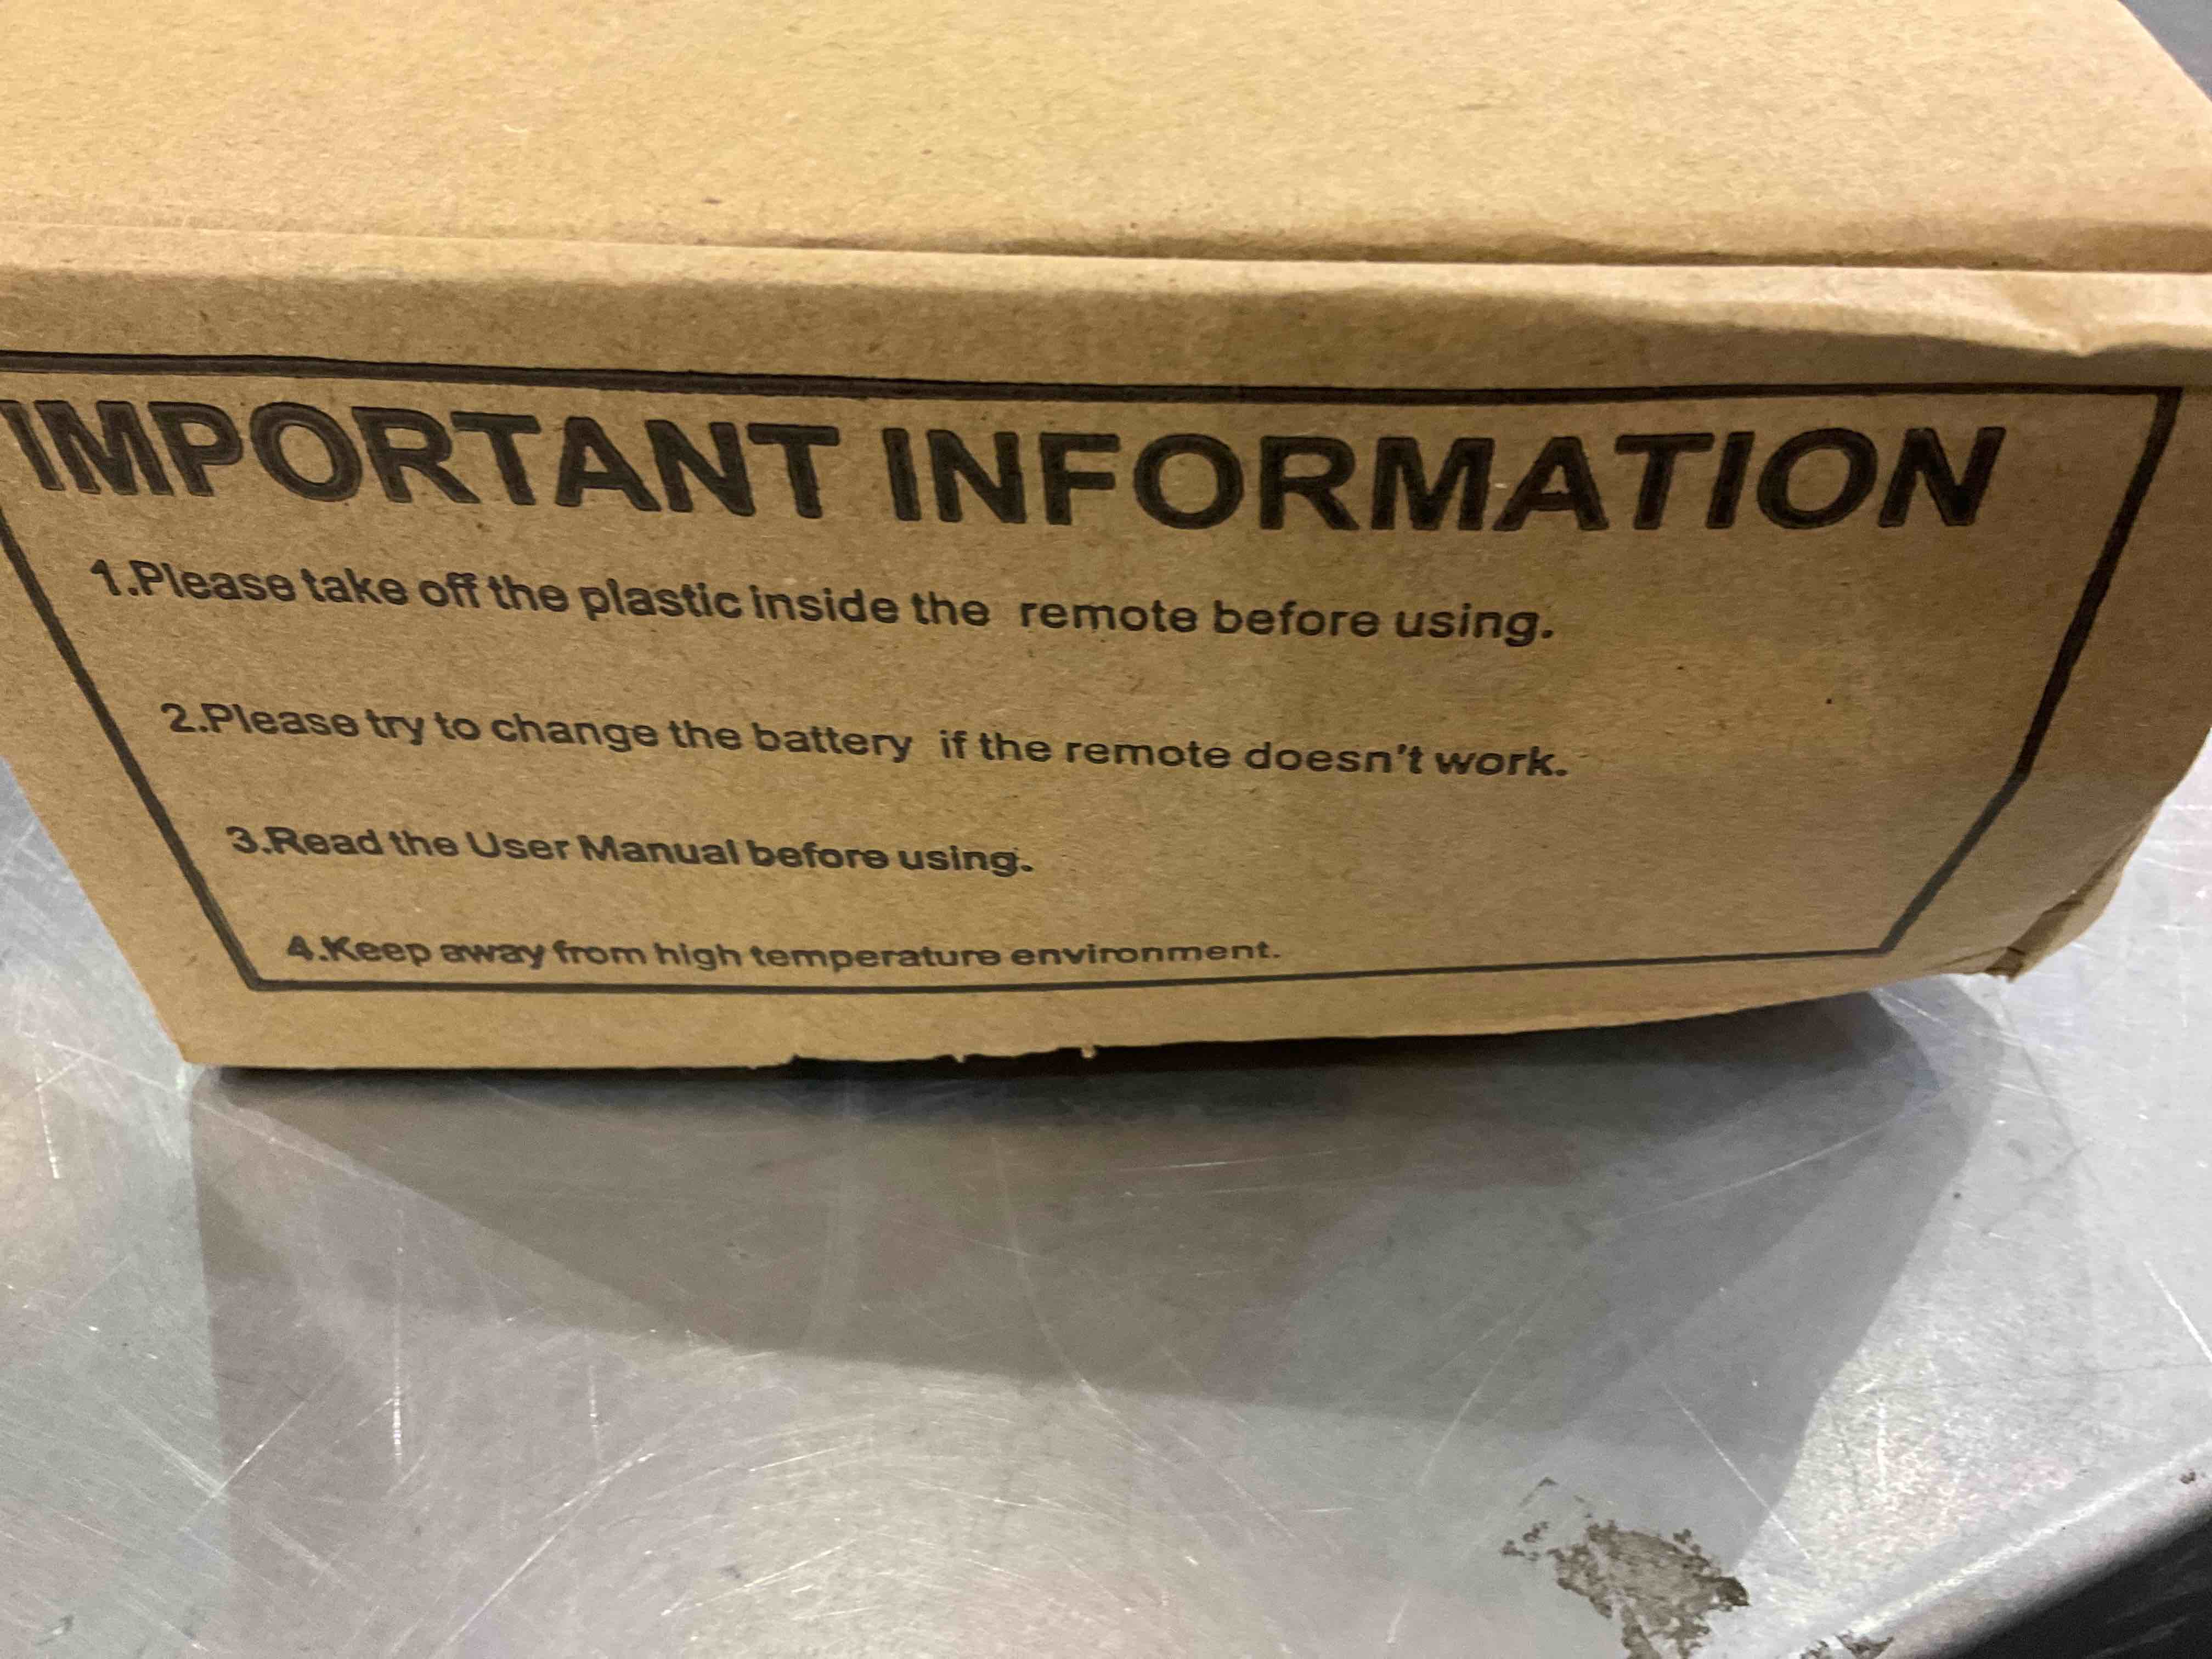 IMPORTANT INFORMATION
1.Please take off the plastic inside the remote before using.
2.Please try to change the battery if the remote doesn't work.
3.Read the User Manual before using.
4.Keep away from high temperature environment.